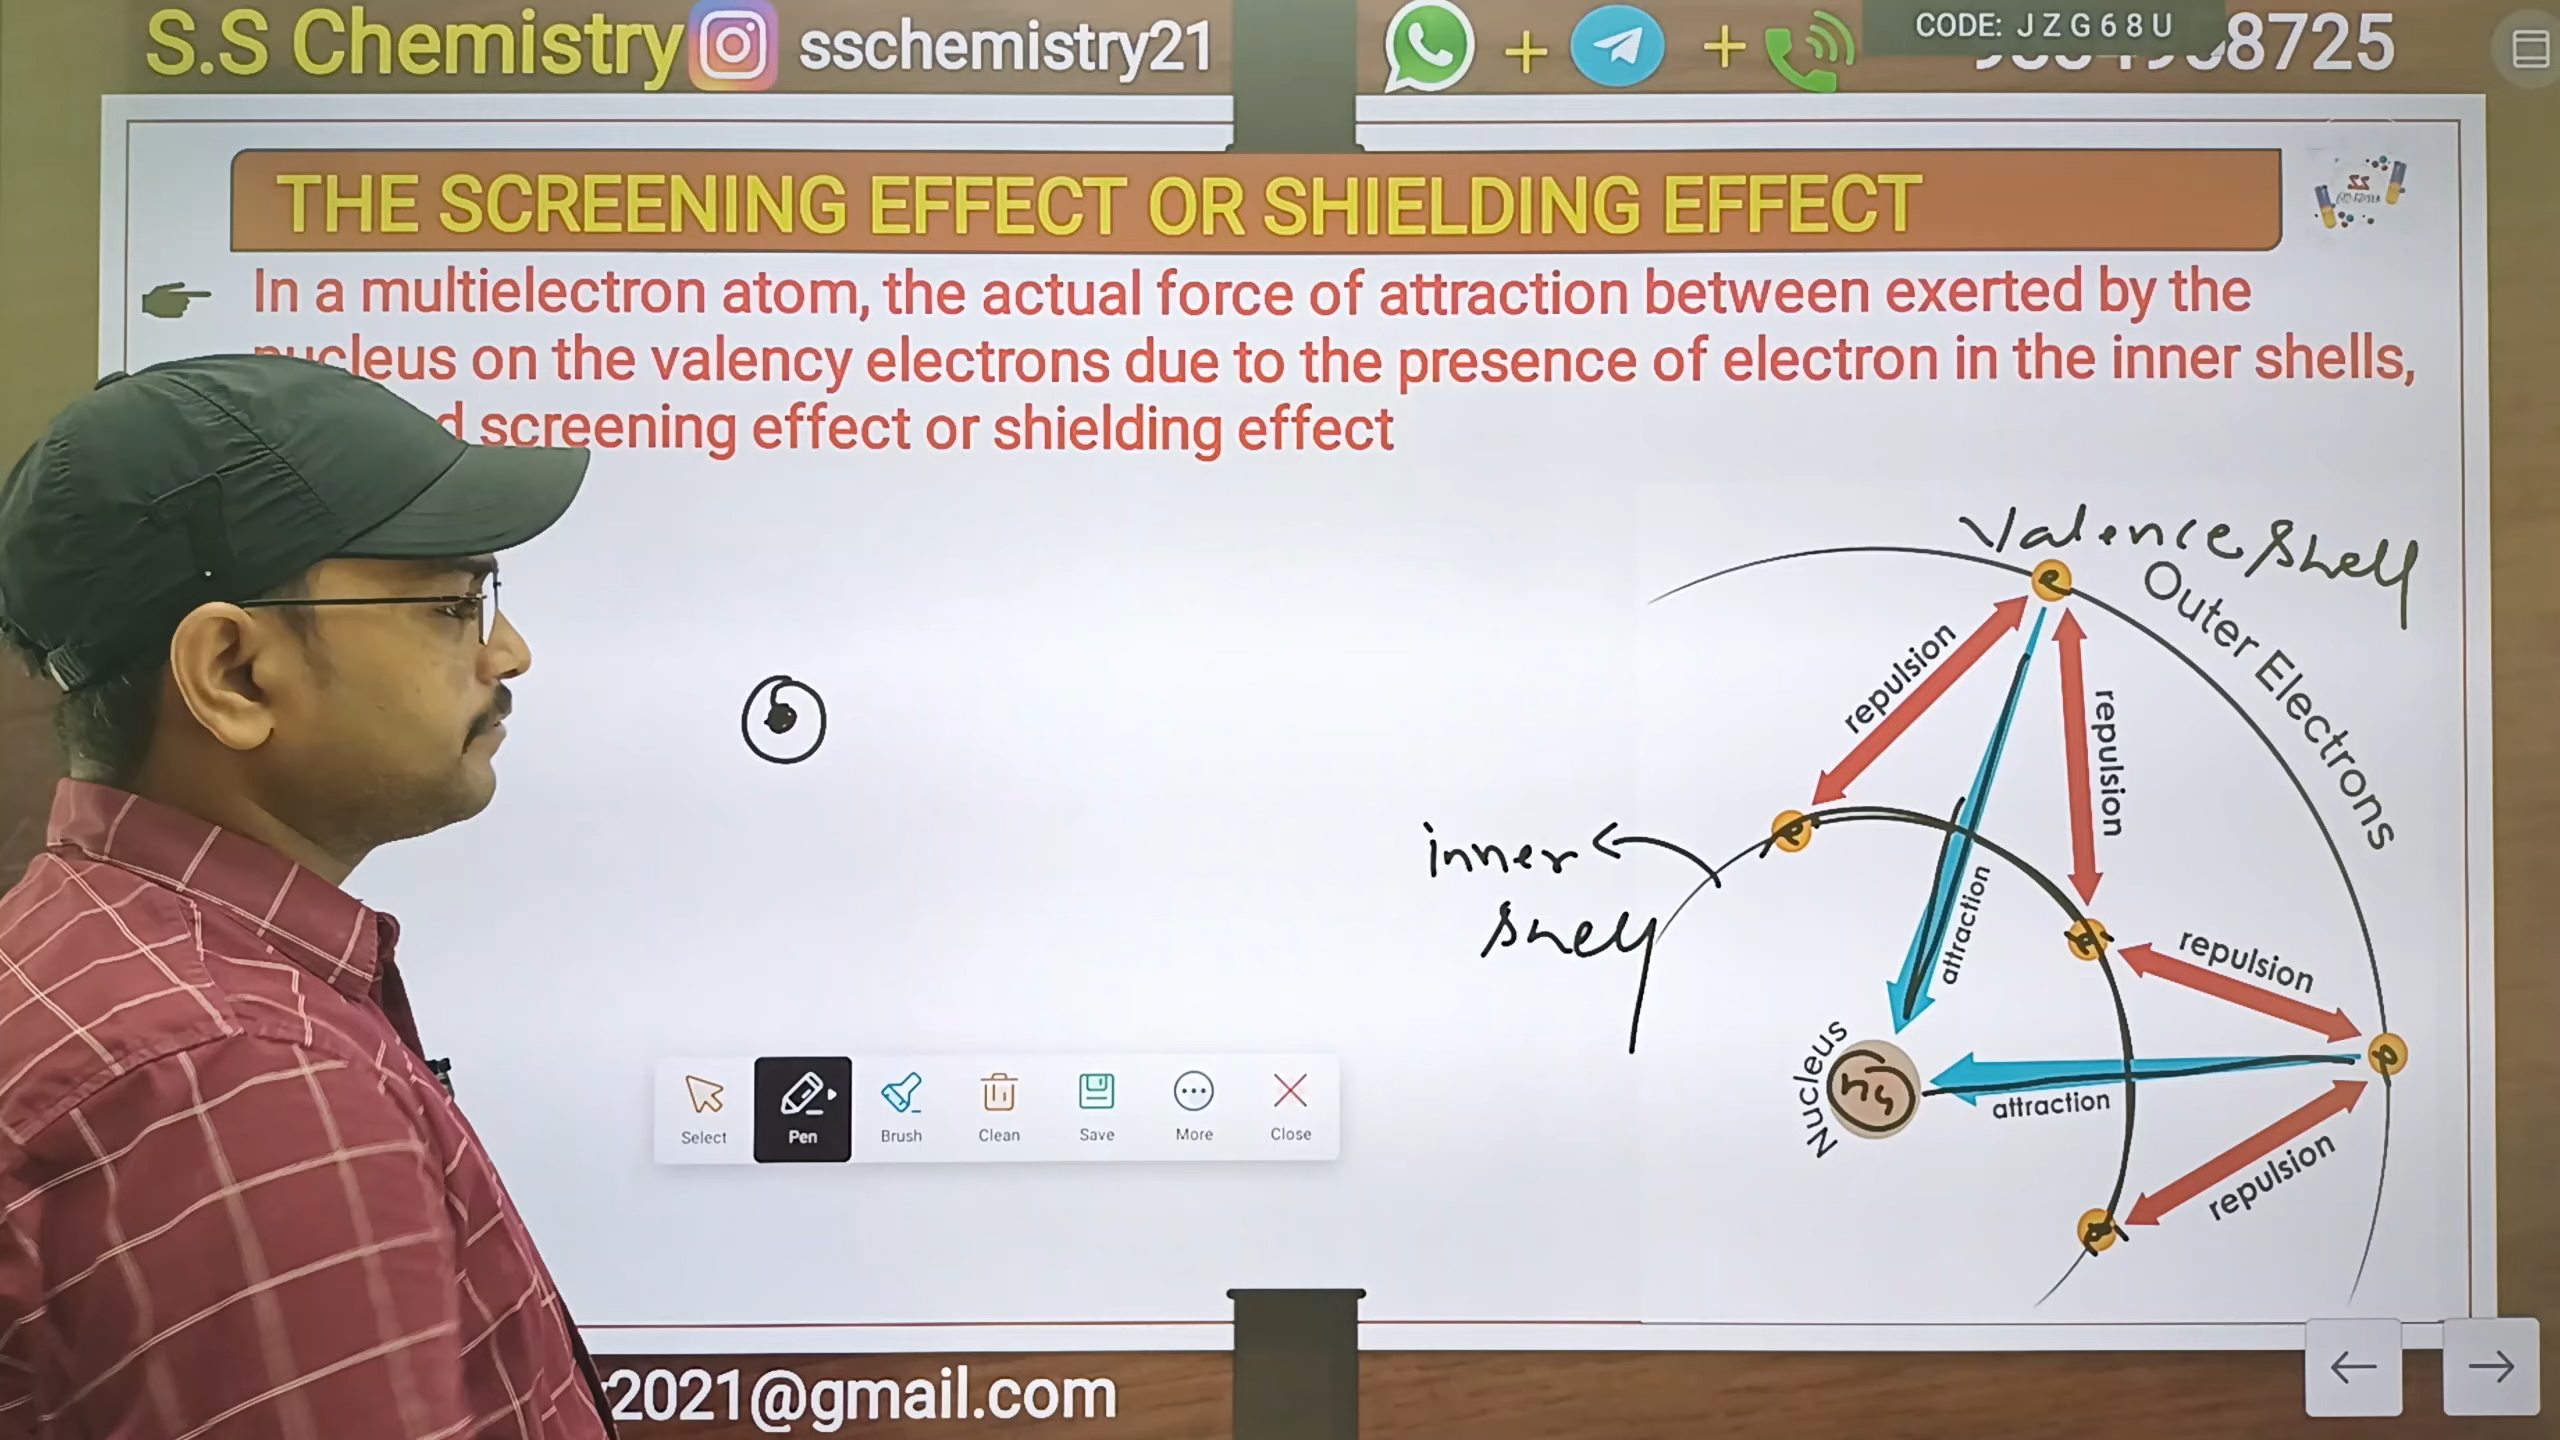 S.S Chemistry sschemistry21
CODE: JZG68U
8725
THE SCREENING EFFECT OR SHIELDING EFFECT
In a multielectron atom, the actual force of attraction between exerted by the
nucleus on the valency electrons due to the presence of electron in the inner shells,
screening effect or shielding effect
Valence shell
Outer Electrons
repulsion
repulsion
inner
shell
attraction
repulsion
Nucleus
attraction
repulsion
Select Pen Brush Clean Save More Close
2021@gmail.com